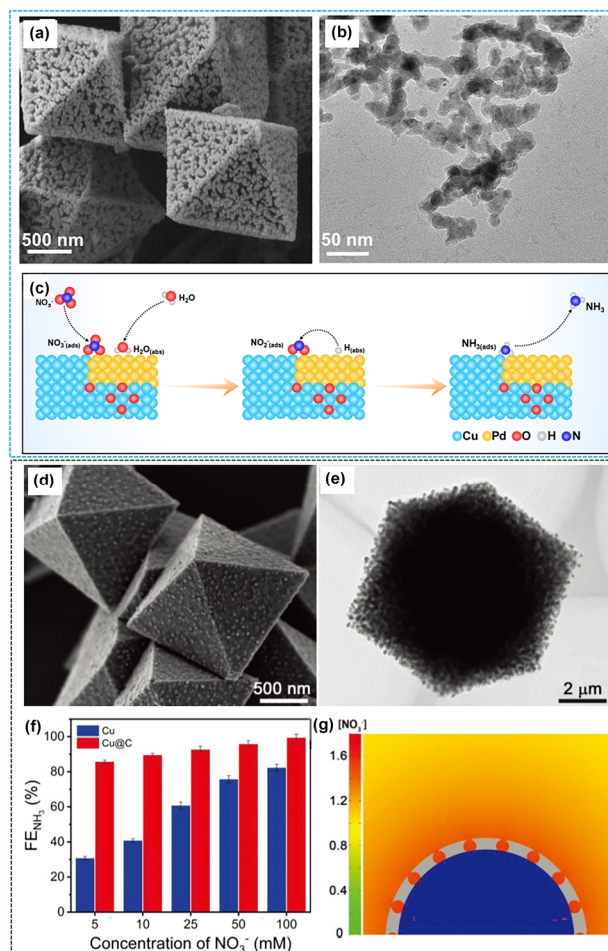 (a)
500 nm
(b)
50 nm
(c)
NO3-
H2O
NO3-(ads)
H2O(abs)
NO2-(ads)
H(abs)
NH3(ads)
NH3
Cu Pd O H N
(d)
500 nm
(e)
2 µm
(f)
Cu
Cu@C
FENH3 (%)
100
80
60
40
20
0
5 10 25 50 100
Concentration of NO3- (mM)
(g)
[NO3-]
1.8
1.6
1.2
0.8
0.4
0